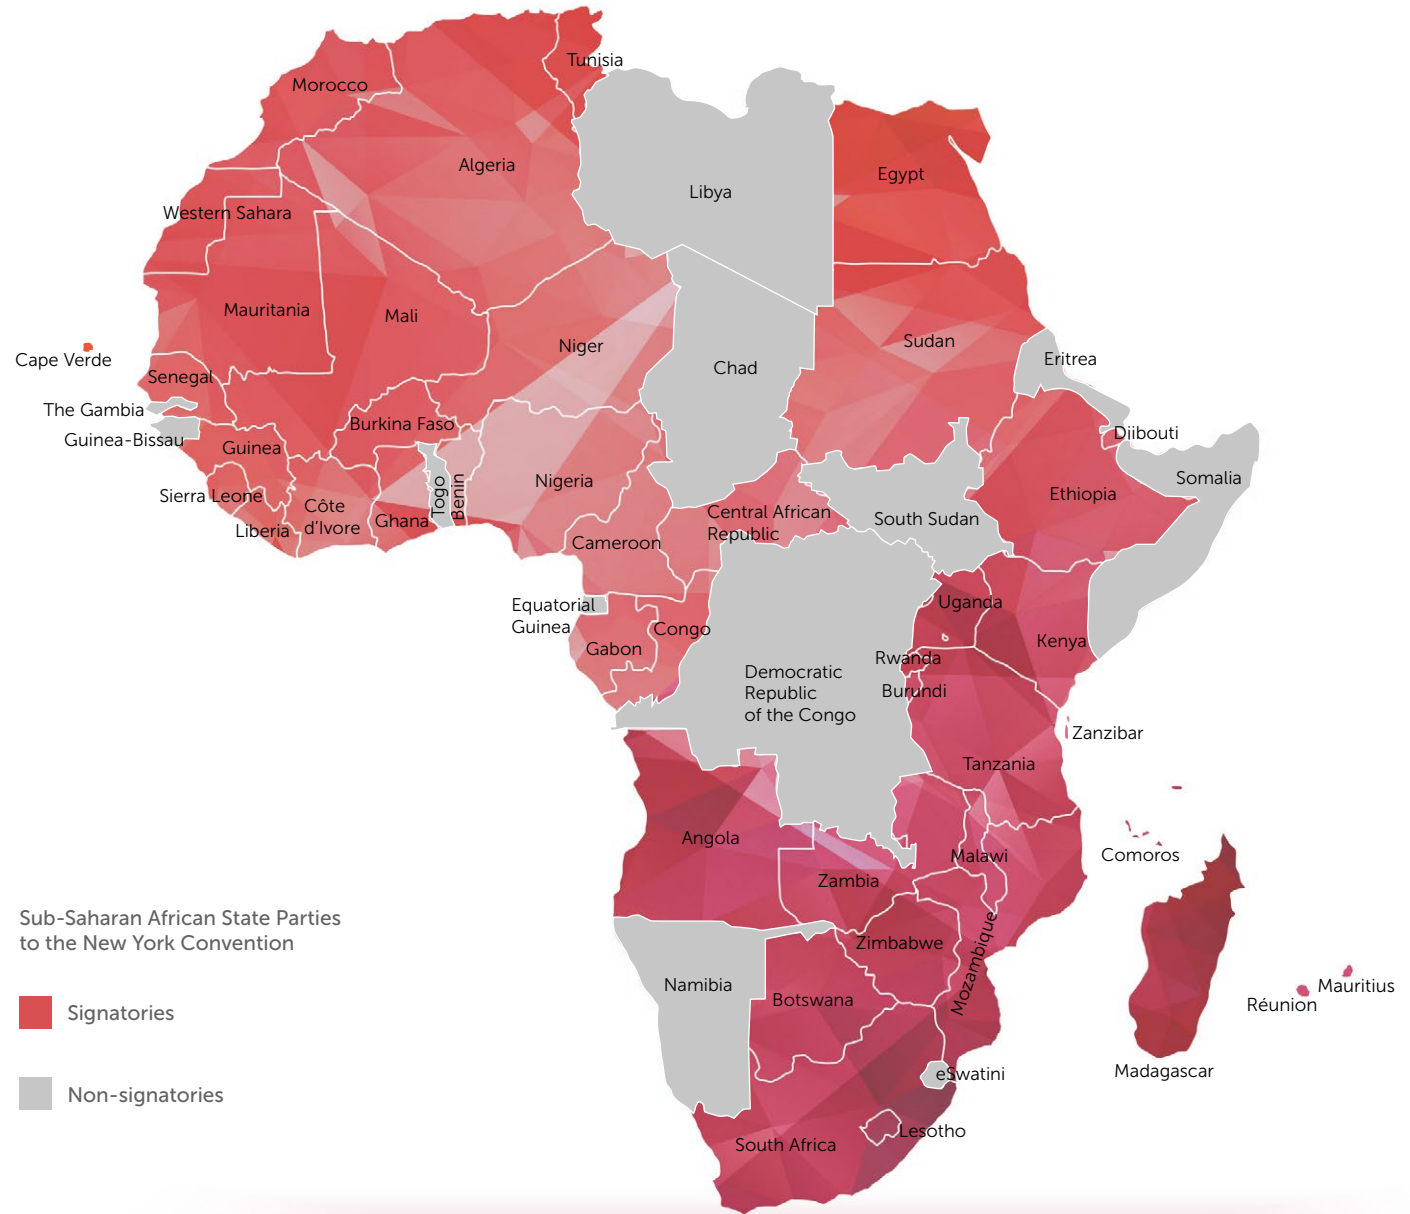 Tunisia
Morocco
Algeria
Libya
Egypt
Western Sahara
Mauritania
Mali
Niger
Chad
Sudan
Eritrea
Cape Verde
Senegal
The Gambia
Guinea-Bissau
Guinea
Burkina Faso
Djibouti
Somalia
Sierra Leone
Liberia
Côte
d’Ivore
Ghana
Togo
Benin
Nigeria
Central African
Republic
South Sudan
Ethiopia
Cameroon
Equatorial
Guinea
Gabon
Congo
Democratic
Republic
of the Congo
Uganda
Kenya
Rwanda
Burundi
Zanzibar
Tanzania
Angola
Malawi
Comoros
Zambia
Zimbabwe
Mozambique
Namibia
Botswana
Mauritius
Réunion
Madagascar
eSwatini
Lesotho
South Africa
Sub-Saharan African State Parties
to the New York Convention
Signatories
Non-signatories